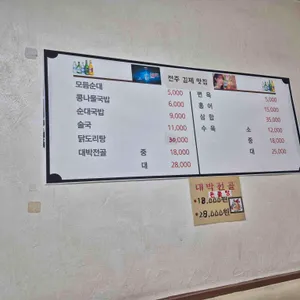 전주 김제 맛집
모듬순대 5,000
콩나물국밥 6,000
순대국밥 9,000
술국 11,000
닭도리탕 30,000
대박전골 중 18,000
대 28,000
편육 5,000
홍어 15,000
삼합 35,000
수육 소 12,000
중 18,000
대 25,000
대박전골
*18,000원
*28,000원